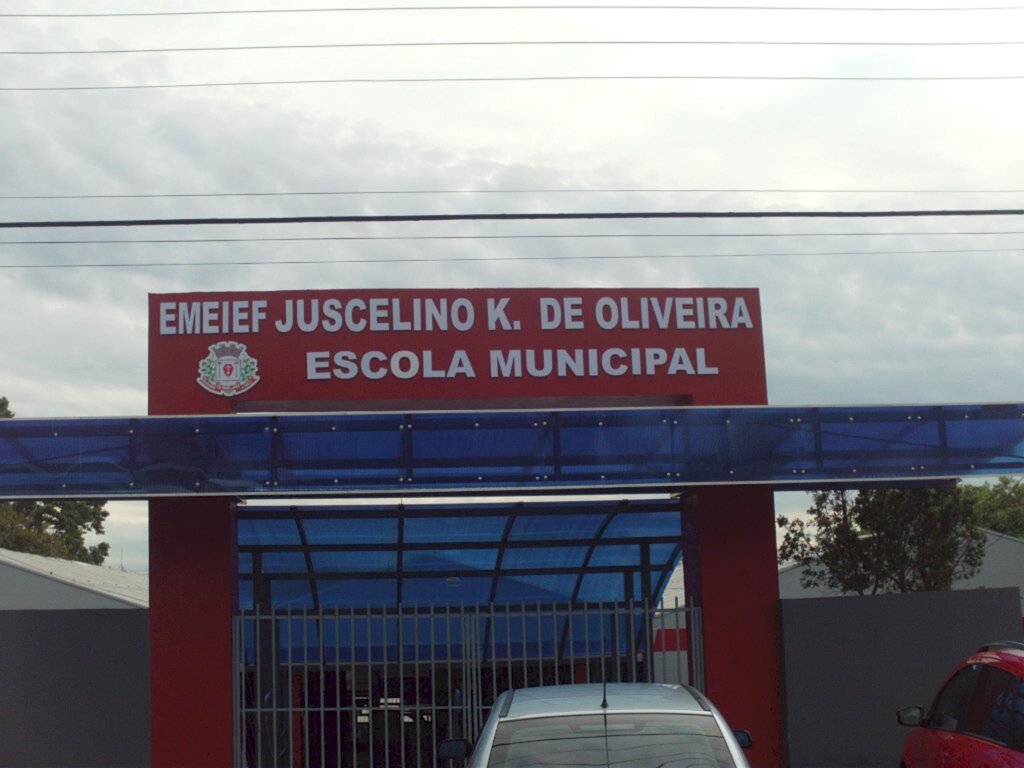 EMEIEF JUSCELINO K. DE OLIVEIRA
ESCOLA MUNICIPAL